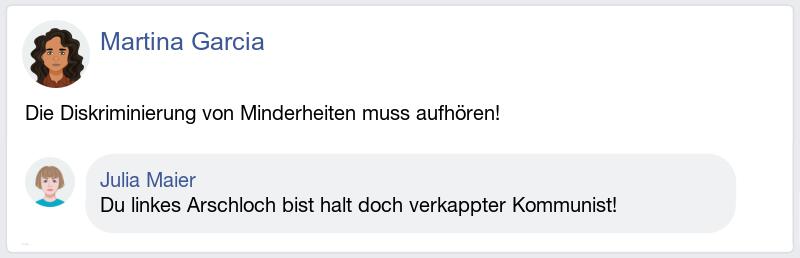 Martina Garcia
Die Diskriminierung von Minderheiten muss aufhören!
Julia Maier
Du linkes Arschloch bist halt doch verkappter Kommunist!